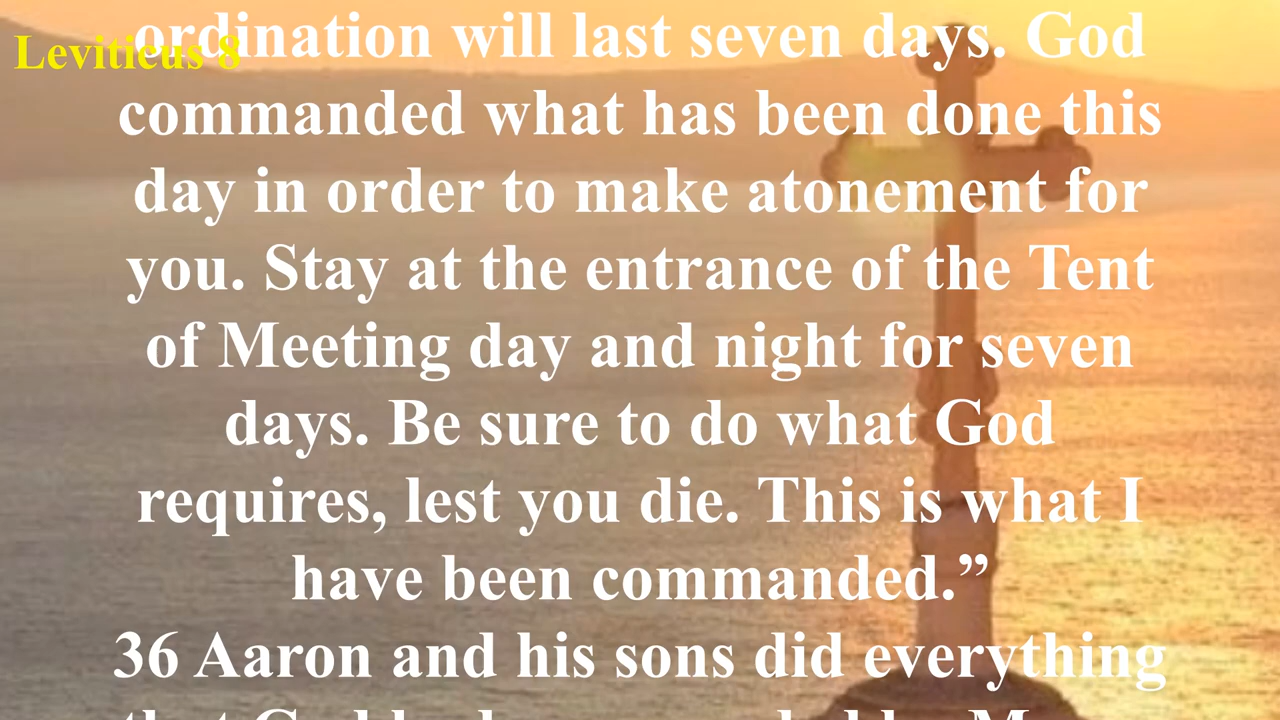 Leviticus 8
ordination will last seven days. God
commanded what has been done this
day in order to make atonement for
you. Stay at the entrance of the Tent
of Meeting day and night for seven
days. Be sure to do what God
requires, lest you die. This is what I
have been commanded.”
36 Aaron and his sons did everything
that God had